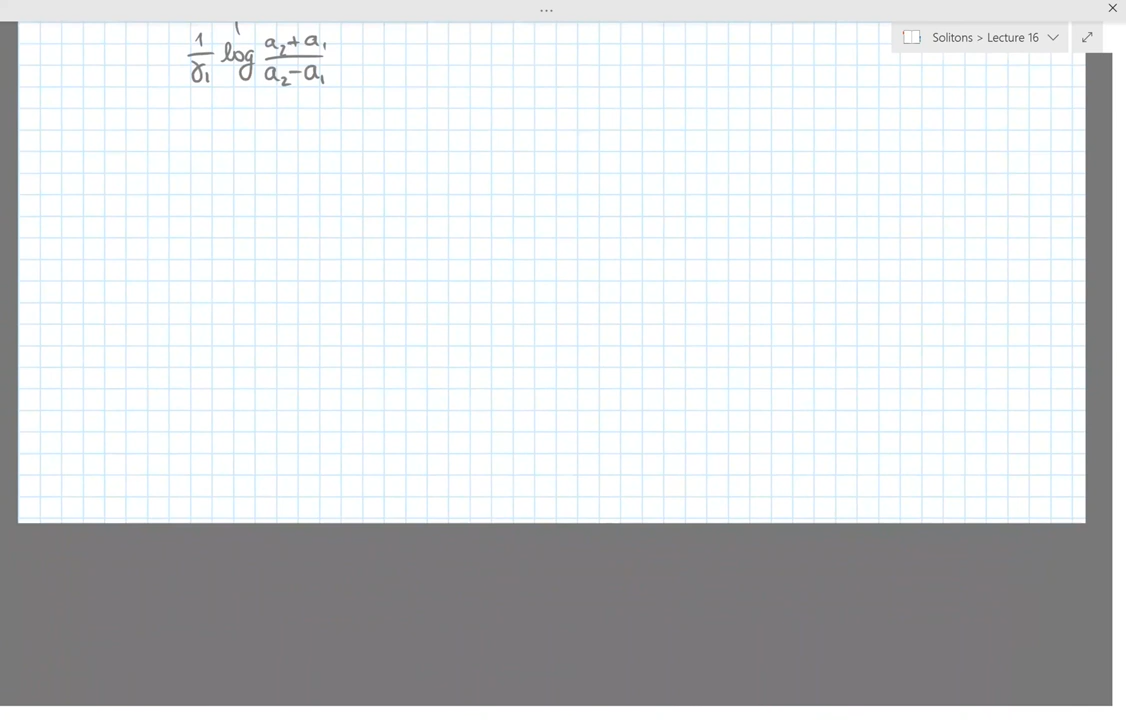 Solitons > Lecture 16
1/γ₁ log (a₂+a₁)/(a₂−a₁)